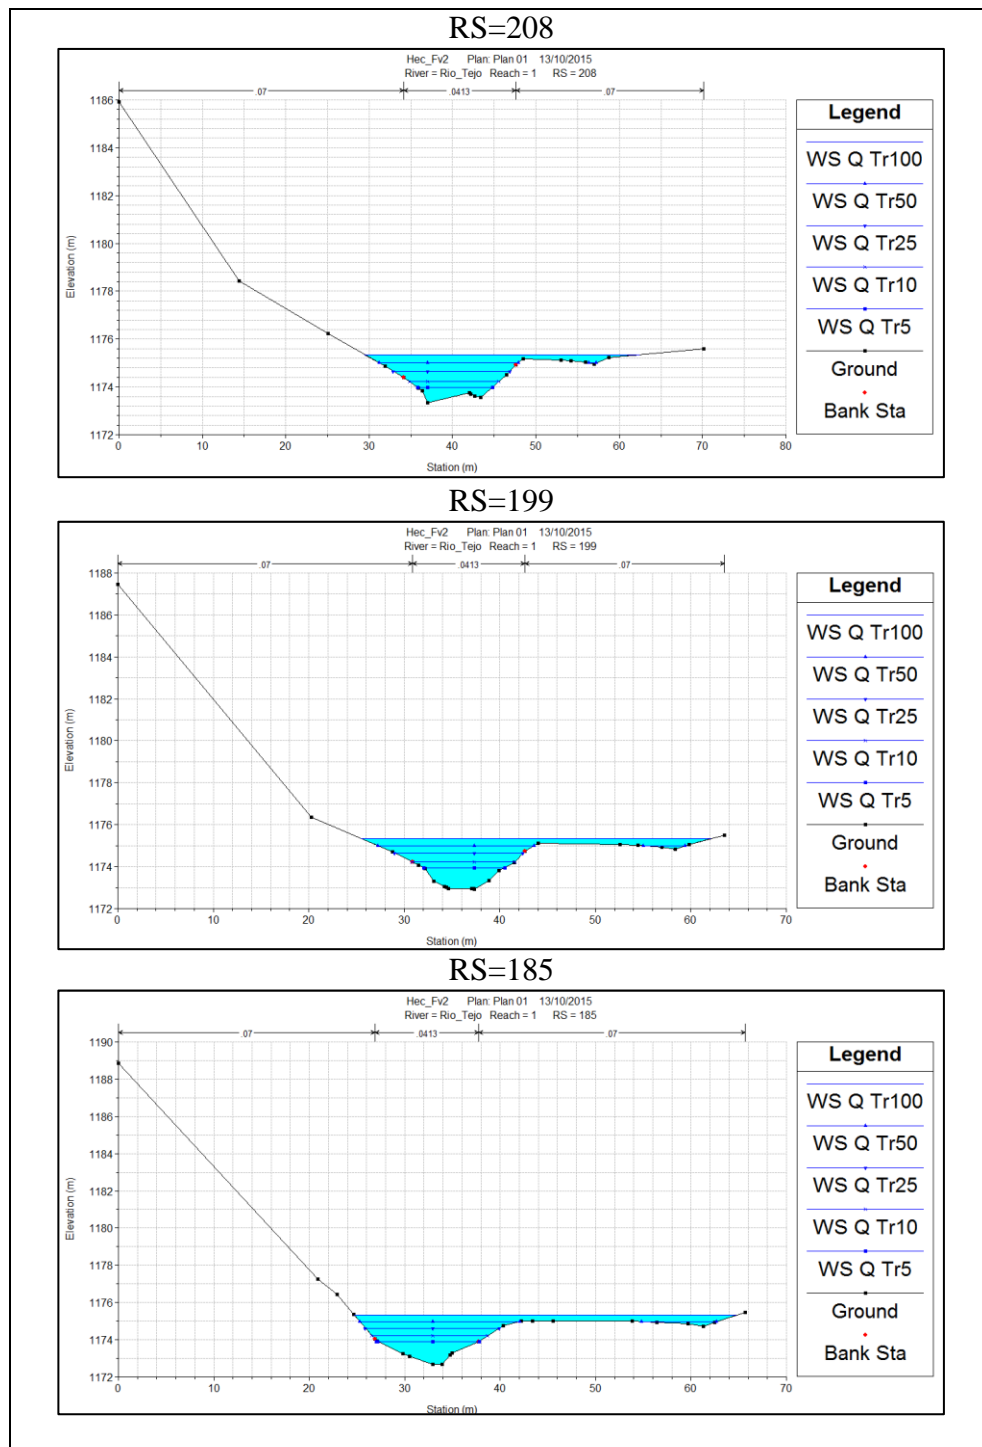 RS=208
Hec_Fv2 Plan: Plan 01 13/10/2015
River = Rio_Tejo Reach = 1 RS = 208
.07 .0413 .07
1186
1184
1182
1180
1178
1176
1174
1172
Elevation (m)
0 10 20 30 40 50 60 70 80
Station (m)
Legend
WS Q Tr100
WS Q Tr50
WS Q Tr25
WS Q Tr10
WS Q Tr5
Ground
Bank Sta
RS=199
Hec_Fv2 Plan: Plan 01 13/10/2015
River = Rio_Tejo Reach = 1 RS = 199
.07 .0413 .07
1188
1186
1184
1182
1180
1178
1176
1174
1172
Elevation (m)
0 10 20 30 40 50 60 70
Station (m)
Legend
WS Q Tr100
WS Q Tr50
WS Q Tr25
WS Q Tr10
WS Q Tr5
Ground
Bank Sta
RS=185
Hec_Fv2 Plan: Plan 01 13/10/2015
River = Rio_Tejo Reach = 1 RS = 185
.07 .0413 .07
1190
1188
1186
1184
1182
1180
1178
1176
1174
1172
Elevation (m)
0 10 20 30 40 50 60 70
Station (m)
Legend
WS Q Tr100
WS Q Tr50
WS Q Tr25
WS Q Tr10
WS Q Tr5
Ground
Bank Sta